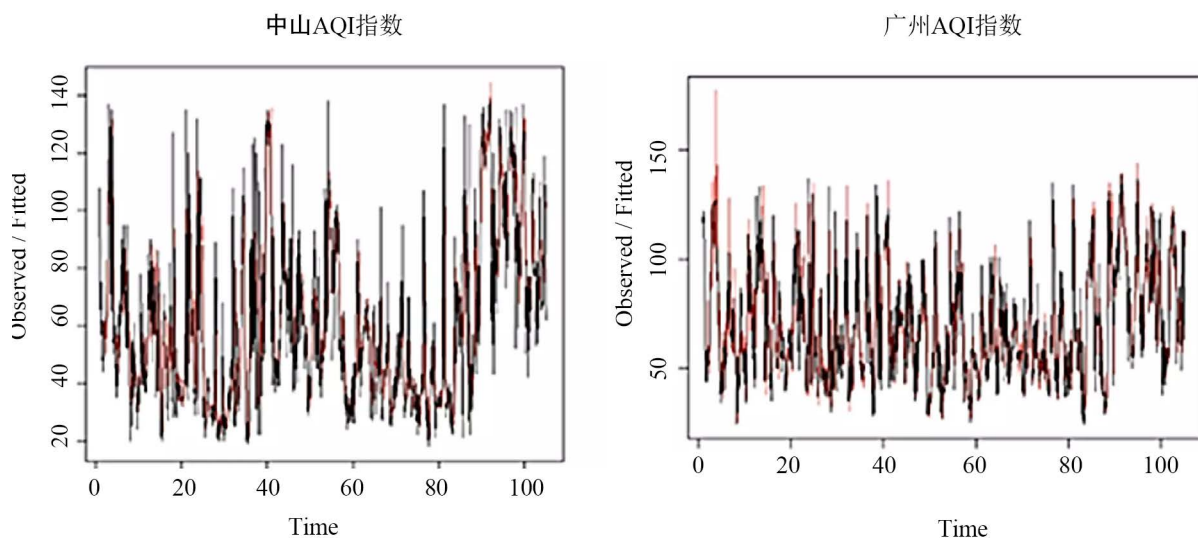 中山AQI指数
140
120
100
80
60
40
20
Observed / Fitted
0 20 40 60 80 100
Time
广州AQI指数
150
100
50
Observed / Fitted
0 20 40 60 80 100
Time